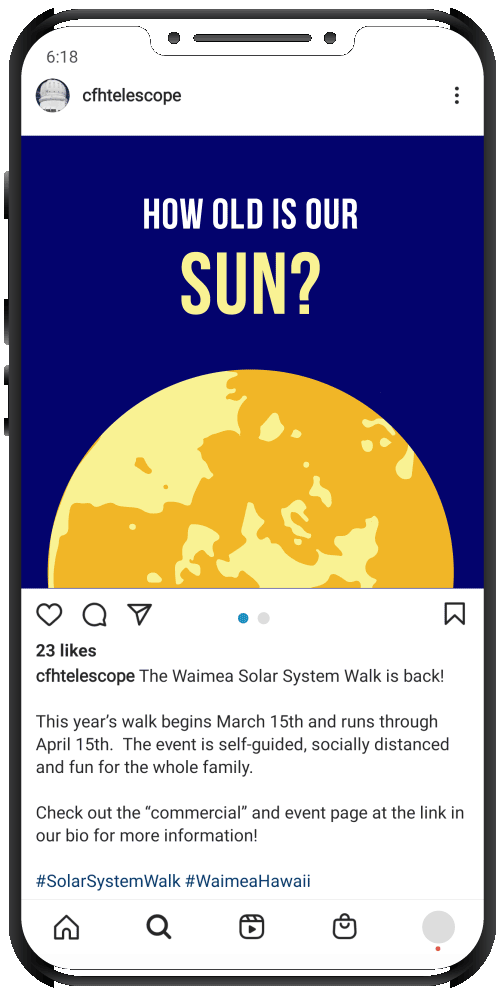 6:18
cfhtelescope
HOW OLD IS OUR
SUN?
23 likes
cfhtelescope The Waimea Solar System Walk is back!
This year’s walk begins March 15th and runs through
April 15th.  The event is self-guided, socially distanced
and fun for the whole family.
Check out the “commercial” and event page at the link in
our bio for more information!
#SolarSystemWalk #WaimeaHawaii